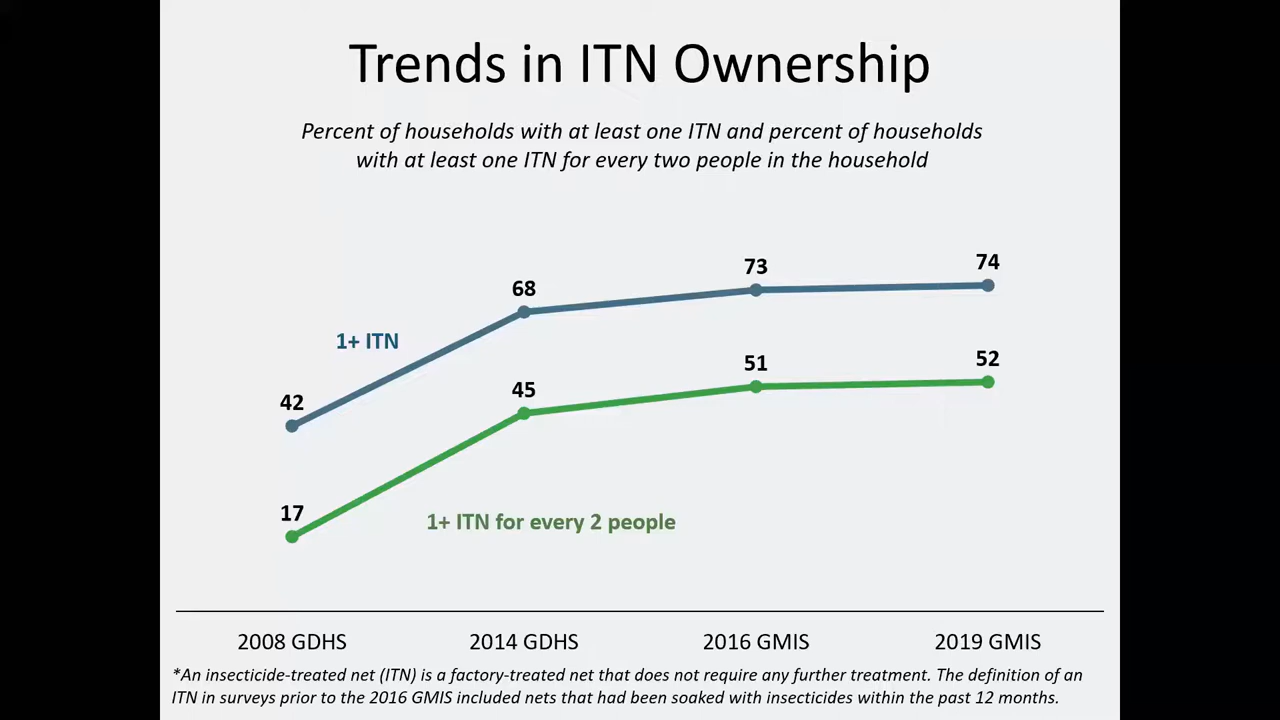 Trends in ITN Ownership
Percent of households with at least one ITN and percent of households
with at least one ITN for every two people in the household
74
73
68
1+ ITN
52
51
45
42
17
1+ ITN for every 2 people
2008 GDHS
2014 GDHS
2016 GMIS
2019 GMIS
*An insecticide-treated net (ITN) is a factory-treated net that does not require any further treatment. The definition of an
ITN in surveys prior to the 2016 GMIS included nets that had been soaked with insecticides within the past 12 months.